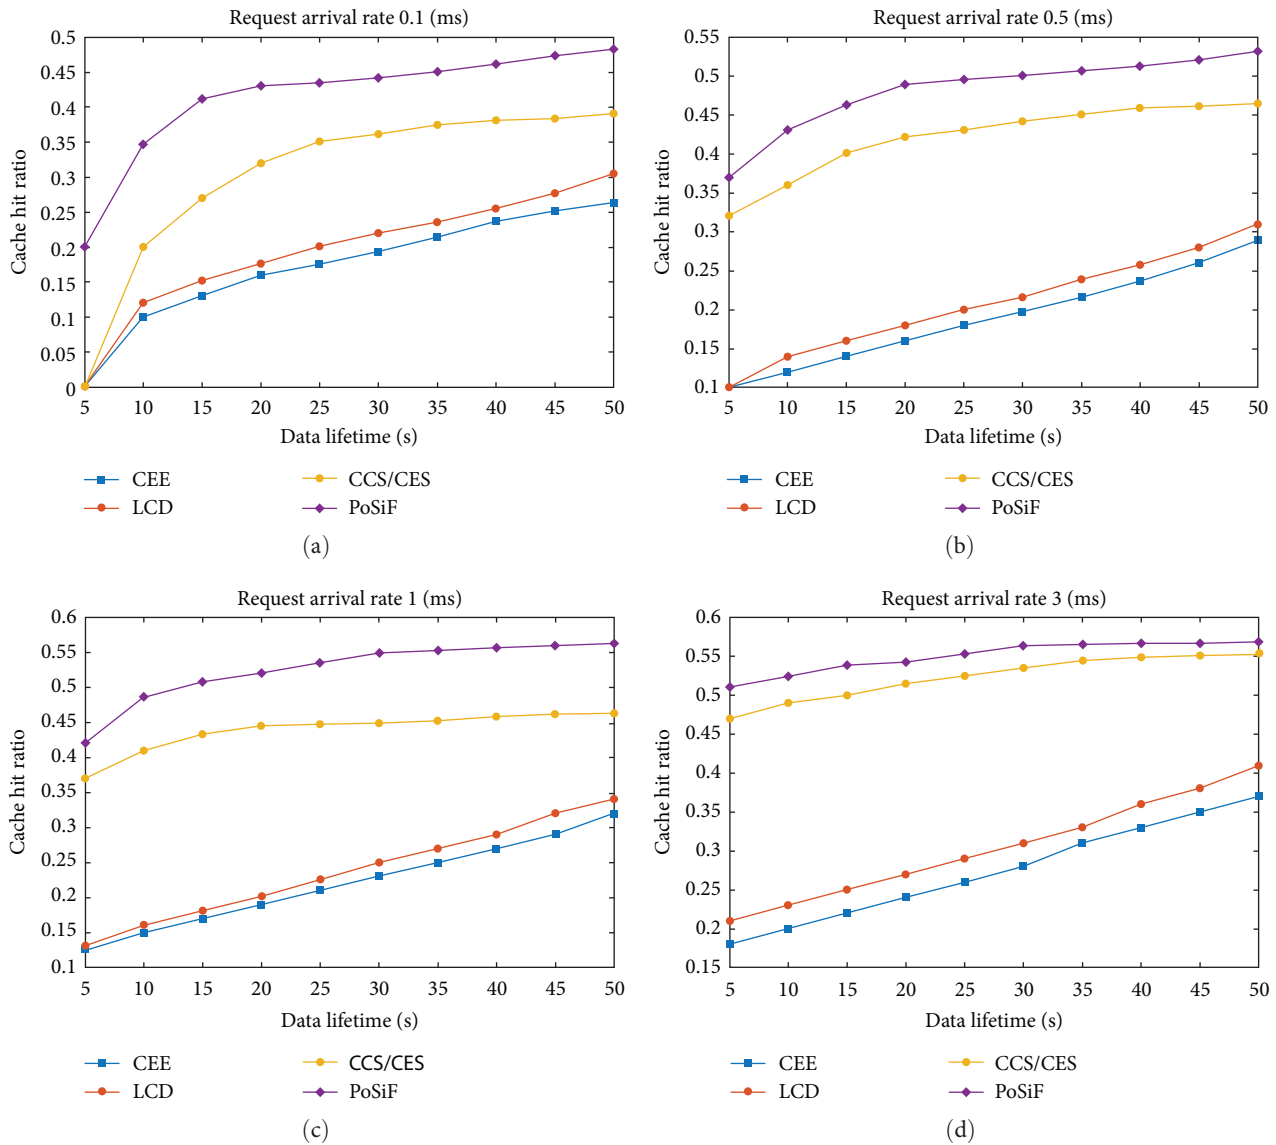 Request arrival rate 0.1 (ms)
0.5
0.45
0.4
0.35
0.3
0.25
0.2
0.15
0.1
0.05
0
Cache hit ratio
5 10 15 20 25 30 35 40 45 50
Data lifetime (s)
CEE CCS/CES
LCD PoSiF
(a)
Request arrival rate 0.5 (ms)
0.55
0.5
0.45
0.4
0.35
0.3
0.25
0.2
0.15
0.1
Cache hit ratio
5 10 15 20 25 30 35 40 45 50
Data lifetime (s)
CEE CCS/CES
LCD PoSiF
(b)
Request arrival rate 1 (ms)
0.6
0.55
0.5
0.45
0.4
0.35
0.3
0.25
0.2
0.15
0.1
Cache hit ratio
5 10 15 20 25 30 35 40 45 50
Data lifetime (s)
CEE CCS/CES
LCD PoSiF
(c)
Request arrival rate 3 (ms)
0.6
0.55
0.5
0.45
0.4
0.35
0.3
0.25
0.2
0.15
Cache hit ratio
5 10 15 20 25 30 35 40 45 50
Data lifetime (s)
CEE CCS/CES
LCD PoSiF
(d)